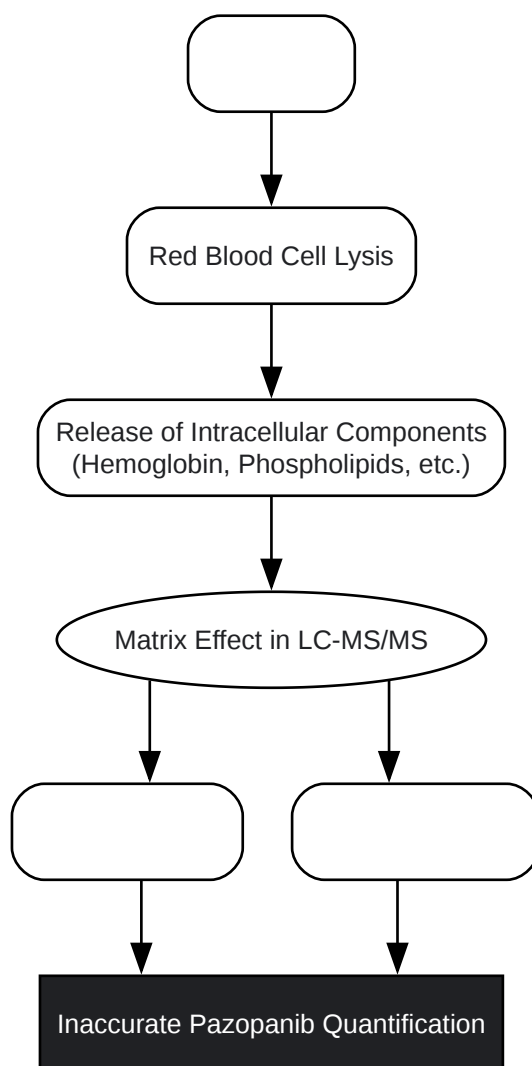 Red Blood Cell Lysis
Release of Intracellular Components
(Hemoglobin, Phospholipids, etc.)
Matrix Effect in LC-MS/MS
Inaccurate Pazopanib Quantification